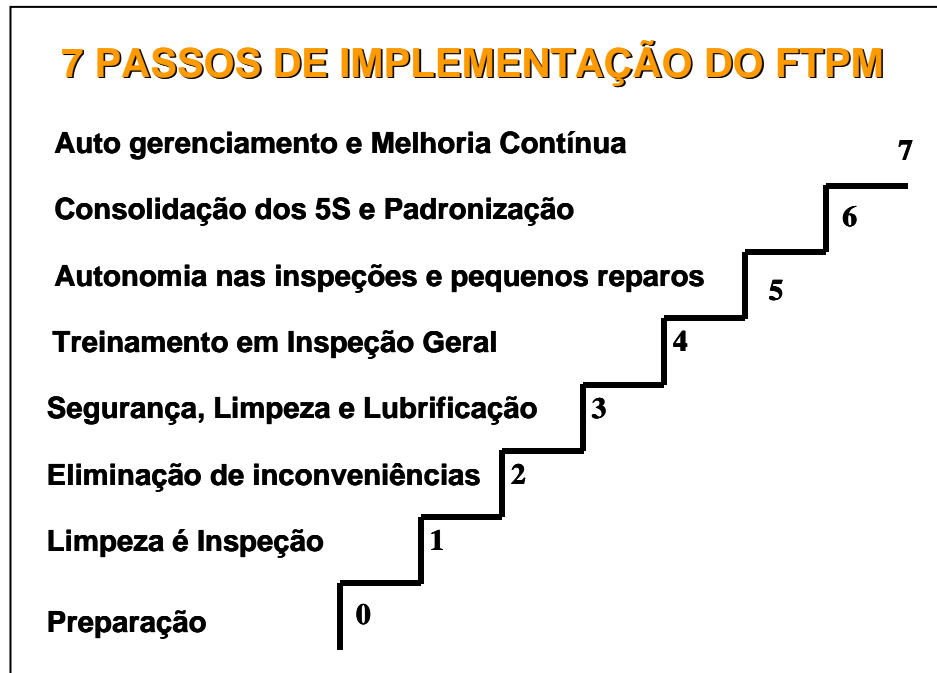 7 PASSOS DE IMPLEMENTAÇÃO DO FTPM
Auto gerenciamento e Melhoria Contínua 7
Consolidação dos 5S e Padronização 6
Autonomia nas inspeções e pequenos reparos 5
Treinamento em Inspeção Geral 4
Segurança, Limpeza e Lubrificação 3
Eliminação de inconveniências 2
Limpeza é Inspeção 1
Preparação 0